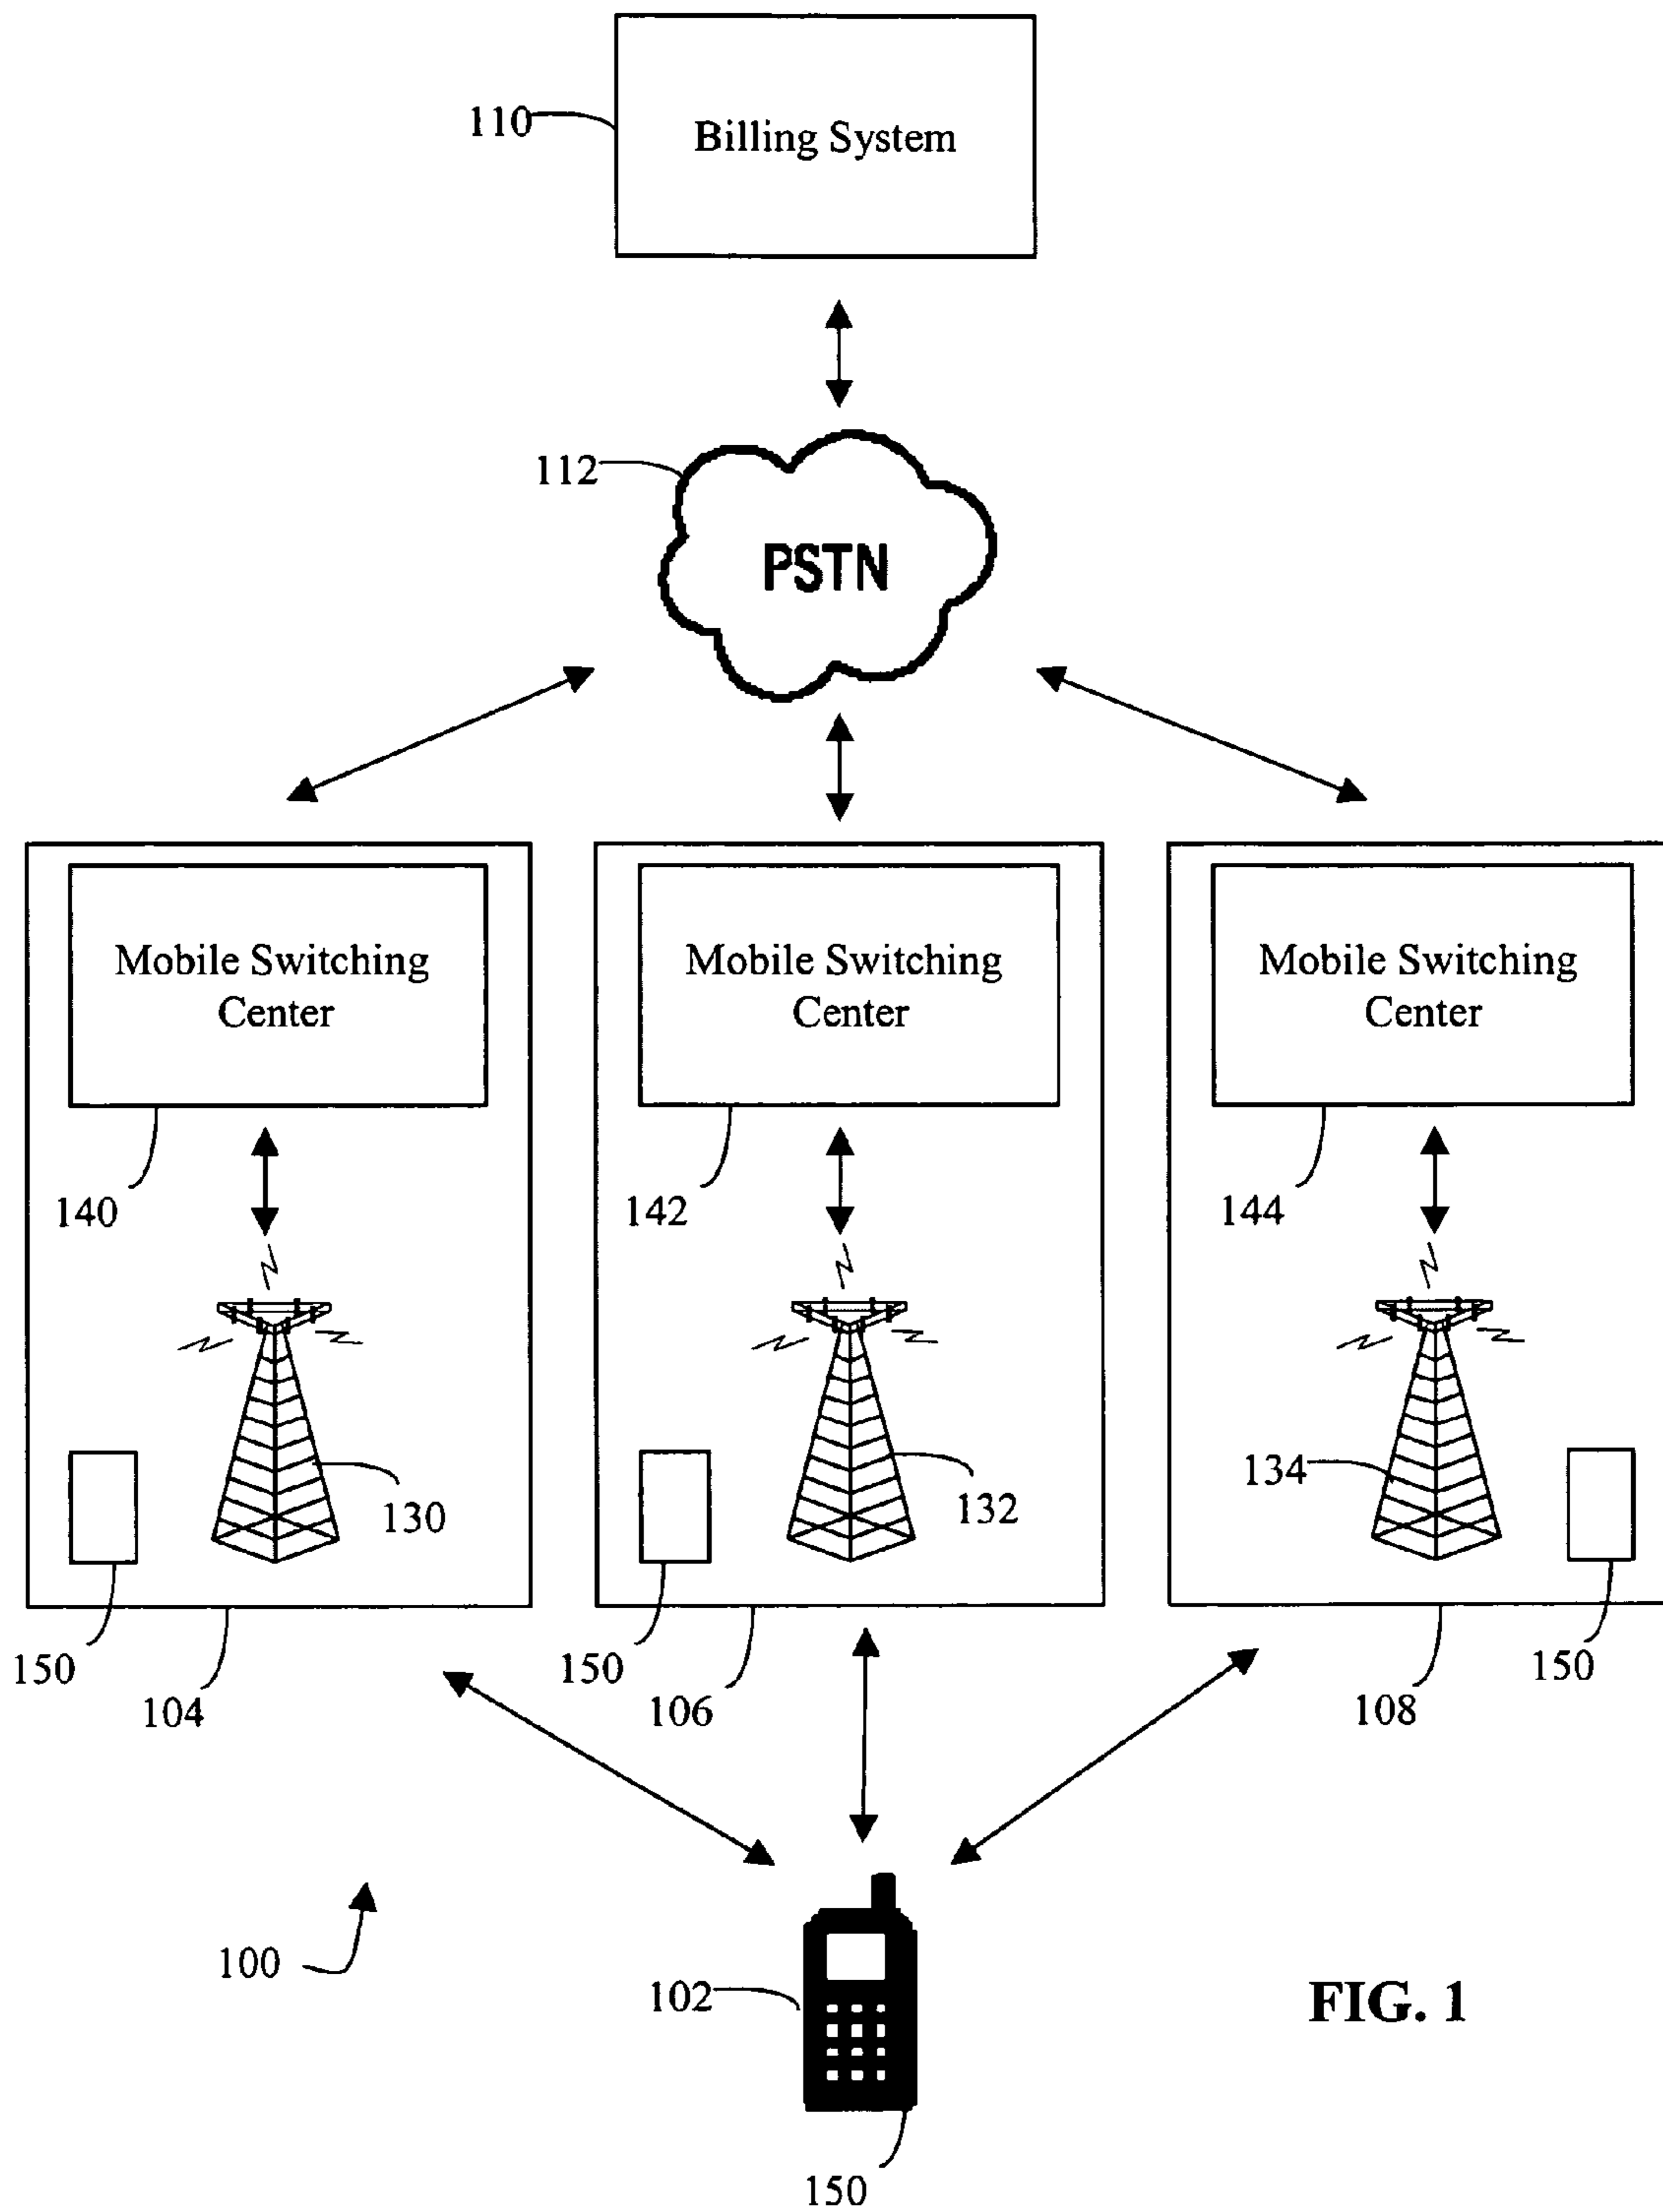 110
Billing System
112
PSTN
Mobile Switching
Center
Mobile Switching
Center
Mobile Switching
Center
140
142
144
130
132
134
150
104
150
106
108
150
100
102
FIG. 1
150